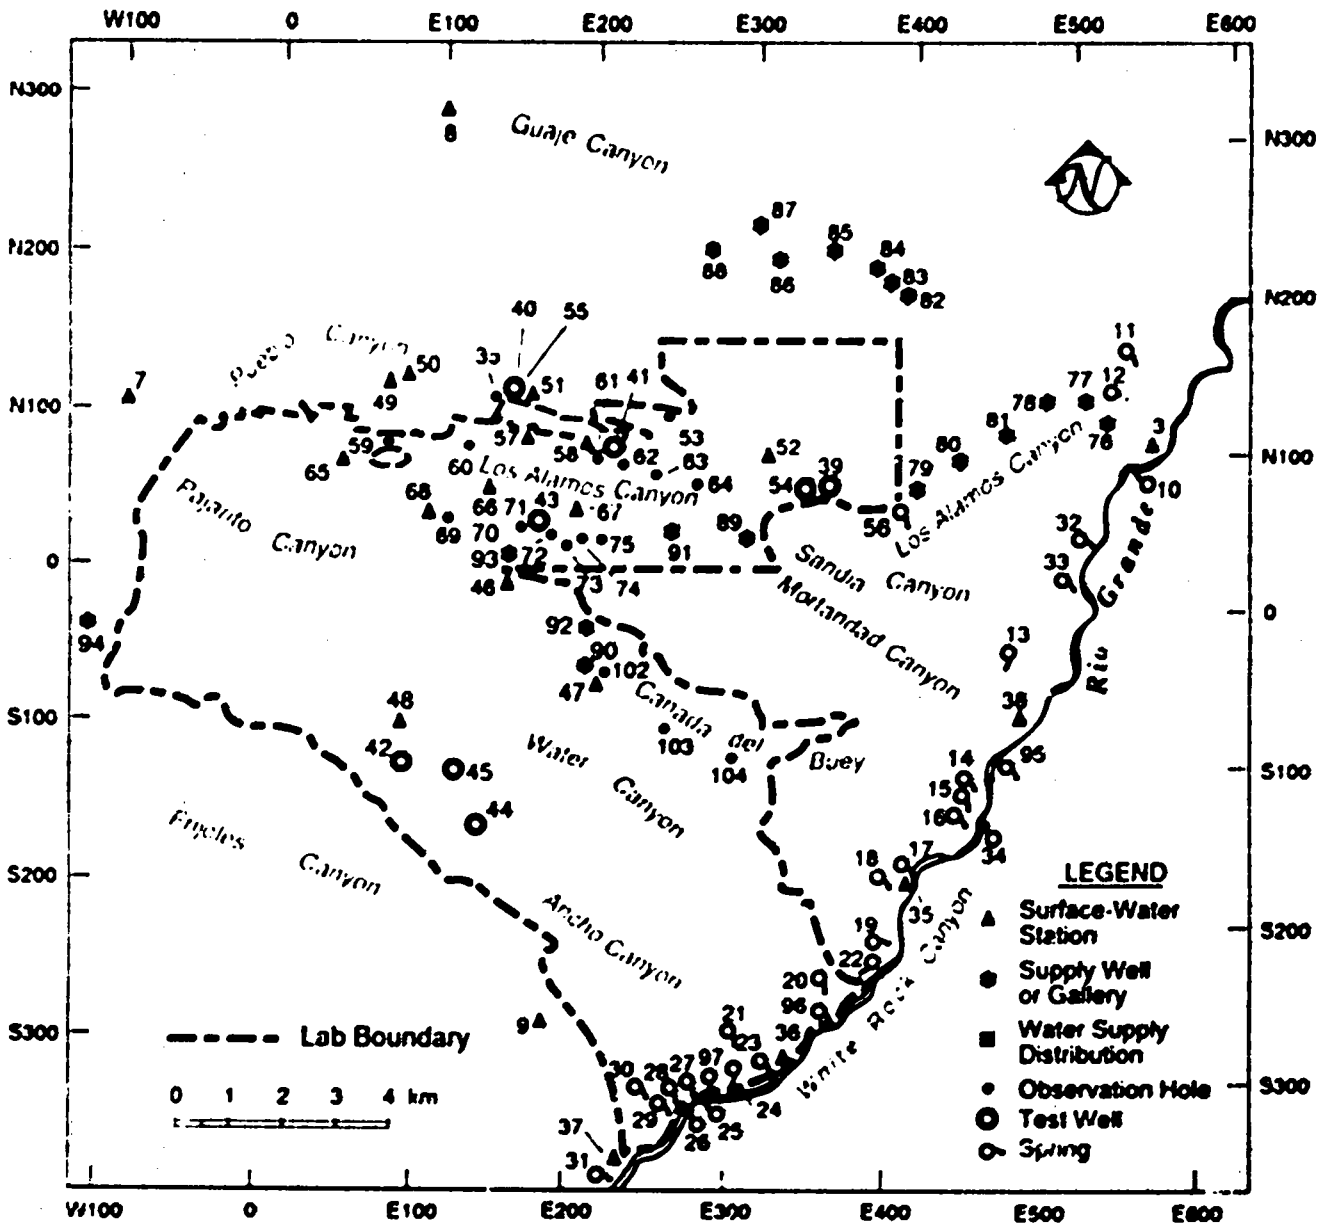 W100 0 E100 E200 E300 E400 E500 E600
N300
8
Guaje Canyon
N300
N
87
88
86
85
84
83
82
N200
N200
40 55
Pueblo Canyon
50
49
7
51
61 41
11
12
77
78
76
3
N100
59
57
58
62
53
63
64
52
39
54
56
81
80
79
N100
10
65
60
Los Alamos Canyon
Los Alamos Canyon
Pajarito Canyon
68
69
66
67
71 43
70
72
73
74
75
93
46
91
89
32
33
Sandia Canyon
Mortandad Canyon
Rio Grande
0
0
94
92
90
102
47
13
38
Canada del Buey
103
104
S100
48
42
45
44
Water Canyon
95
14
15
16
34
S100
Frijoles Canyon
S200
18
17
35
Ancho Canyon
19
22
20
96
White Rock Canyon
S200
LEGEND
Surface-Water
Station
Supply Well
or Gallery
Water Supply
Distribution
Observation Hole
Test Well
Spring
9
S300
21
23
36
24
S300
Lab Boundary
0 1 2 3 4 km
30 28 27 97
29
26
25
37
31
W100 0 E100 E200 E300 E400 E500 E600